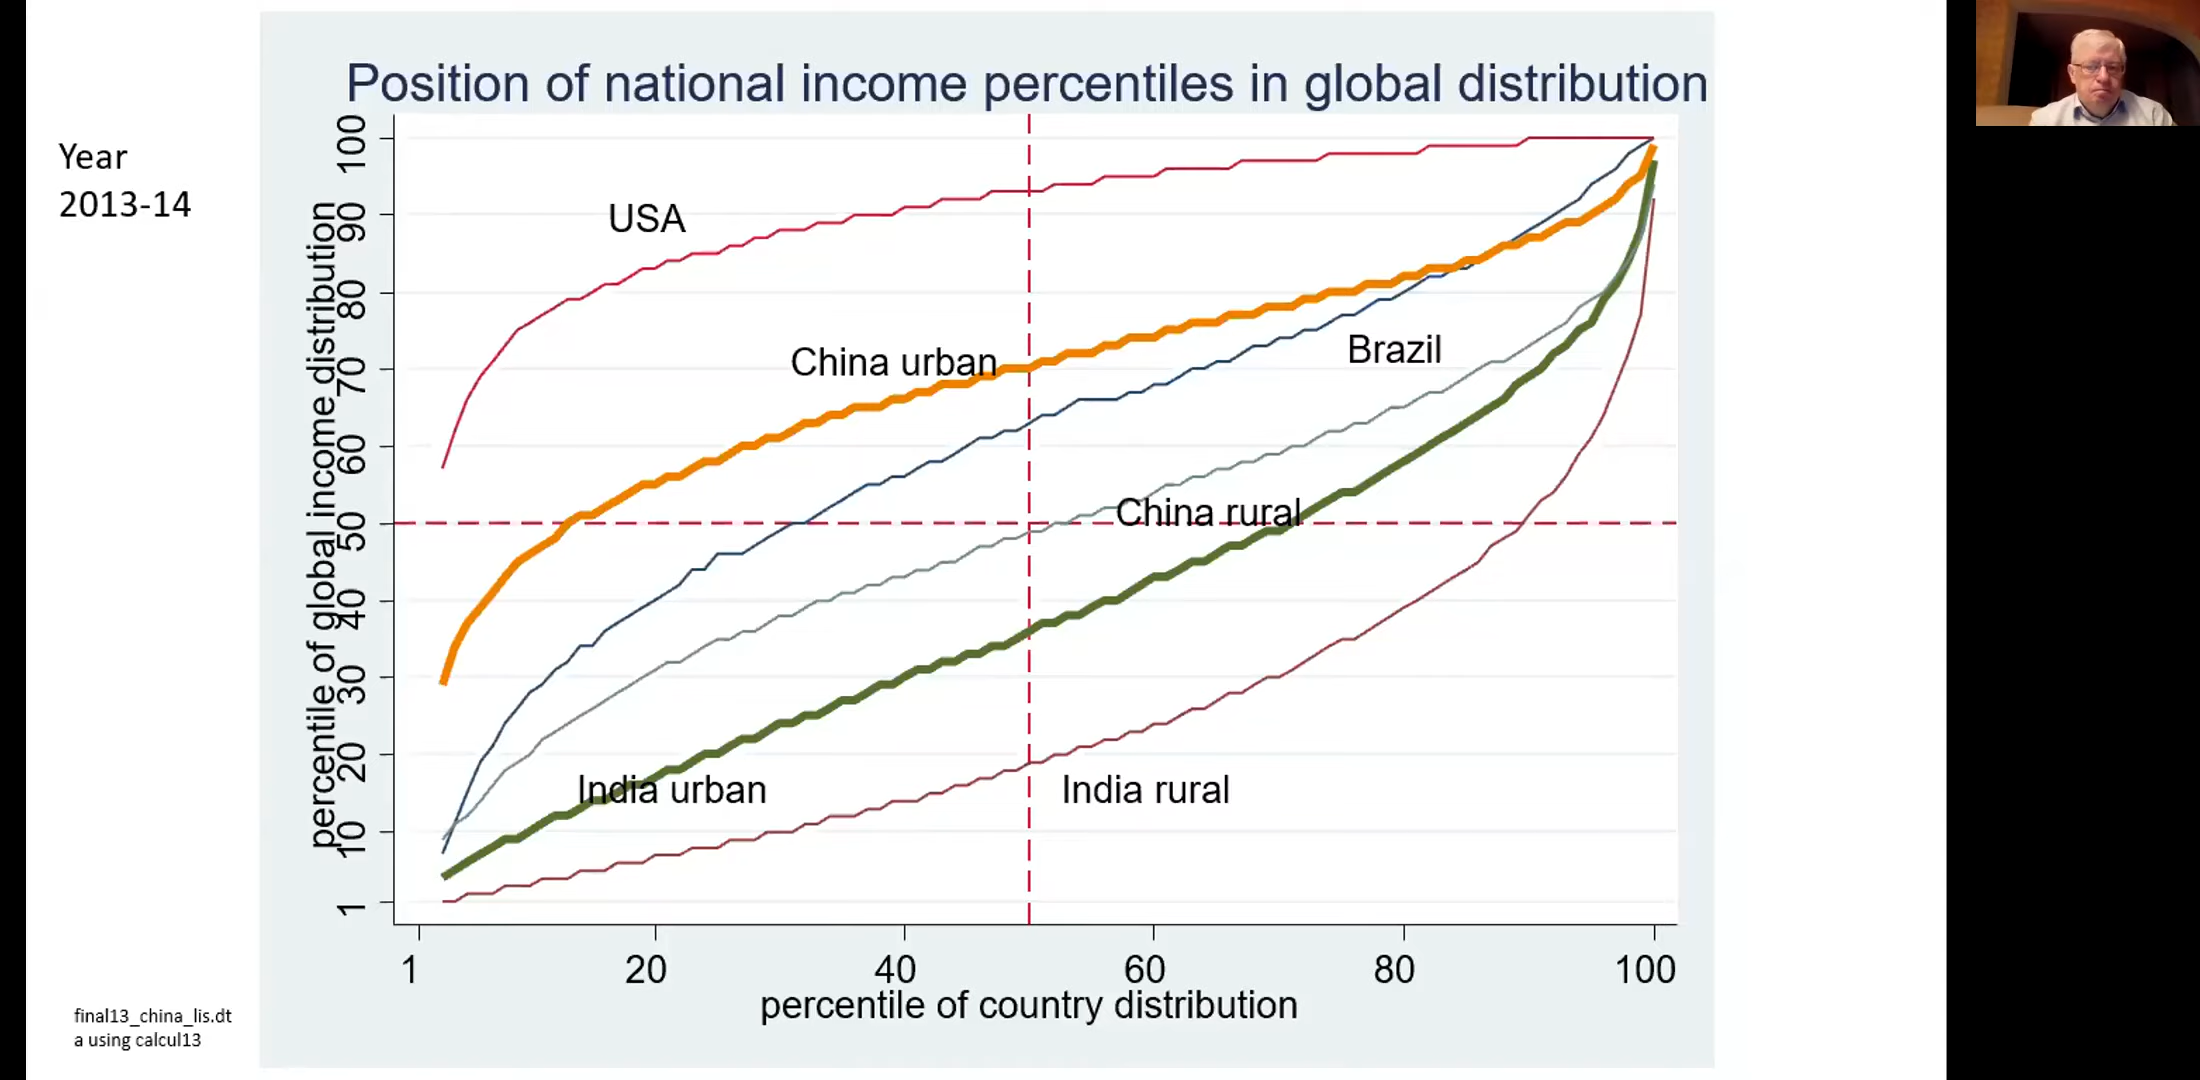 Position of national income percentiles in global distribution
Year
2013-14
percentile of global income distribution
100
90
80
70
60
50
40
30
20
10
1
USA
China urban
Brazil
China rural
India urban
India rural
1 20 40 60 80 100
percentile of country distribution
final13_china_lis.dt
a using calcul13